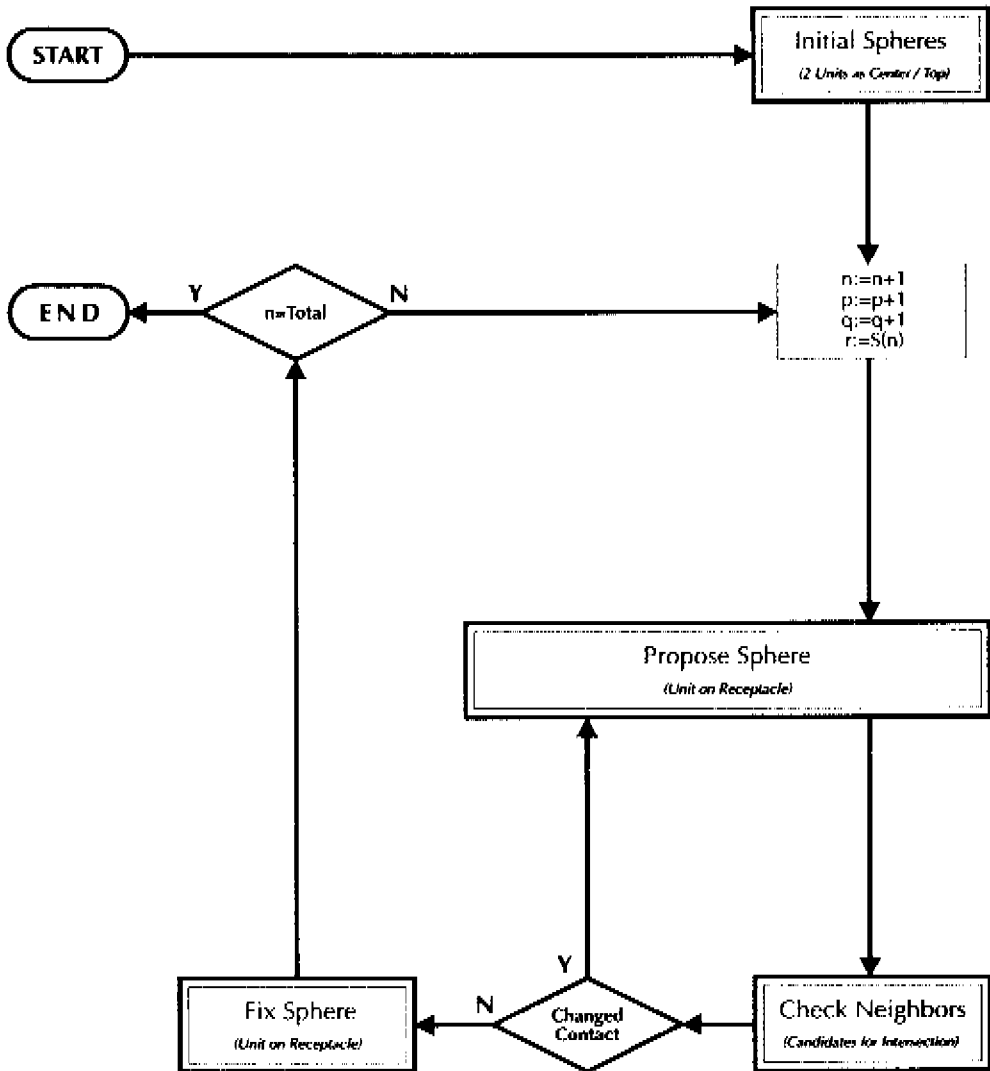 START
Initial Spheres
(2 Units as Center / Top)
END
Y
n=Total
N
n:=n+1
p:=p+1
q:=q+1
r:=S(n)
Propose Sphere
(Unit on Receptacle)
Fix Sphere
(Unit on Receptacle)
N
Y
Changed
Contact
Check Neighbors
(Candidates for Intersection)